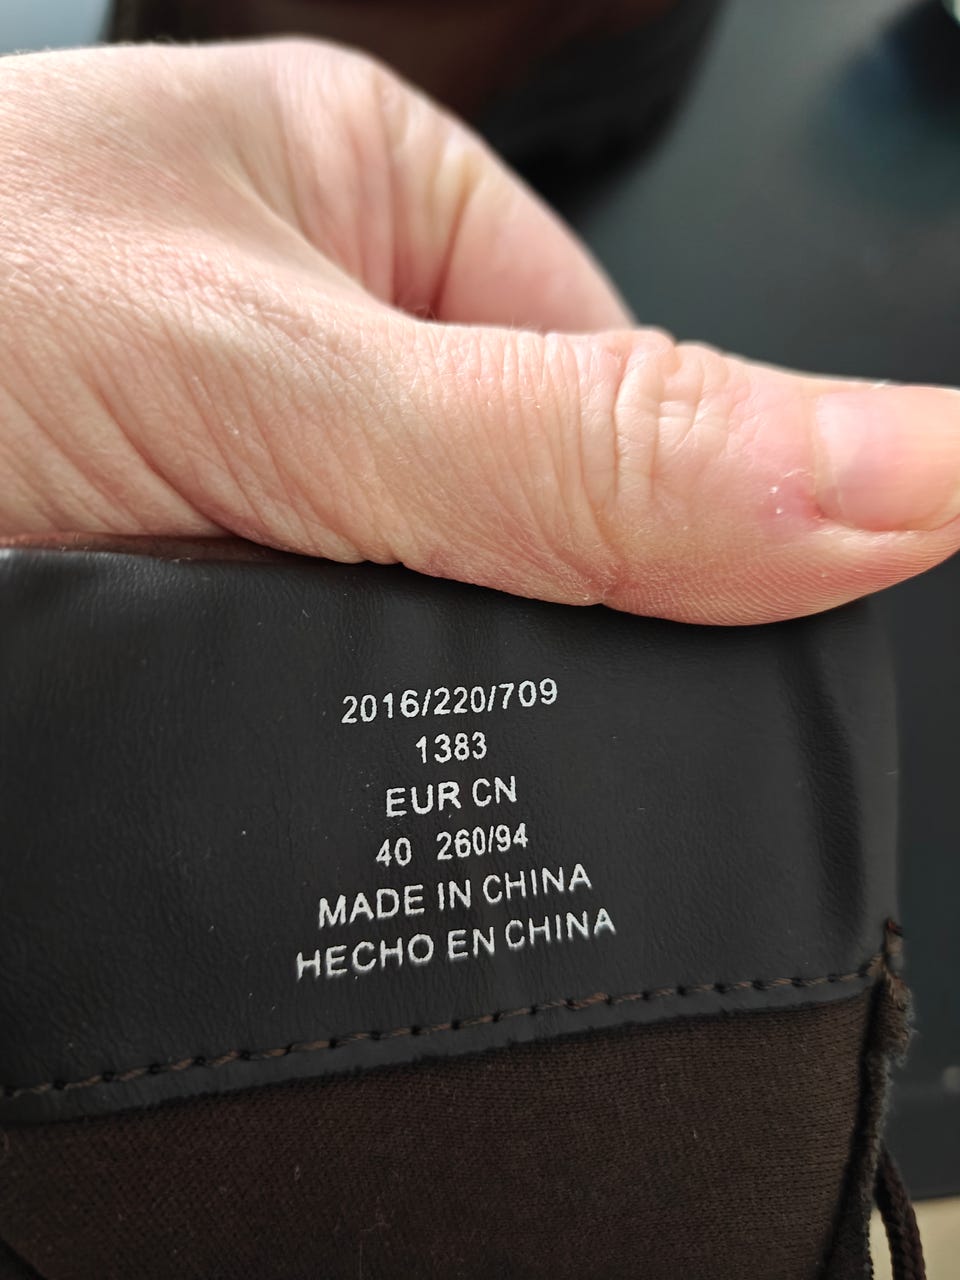 2016/220/709
1383
EUR CN
40 260/94
MADE IN CHINA
HECHO EN CHINA